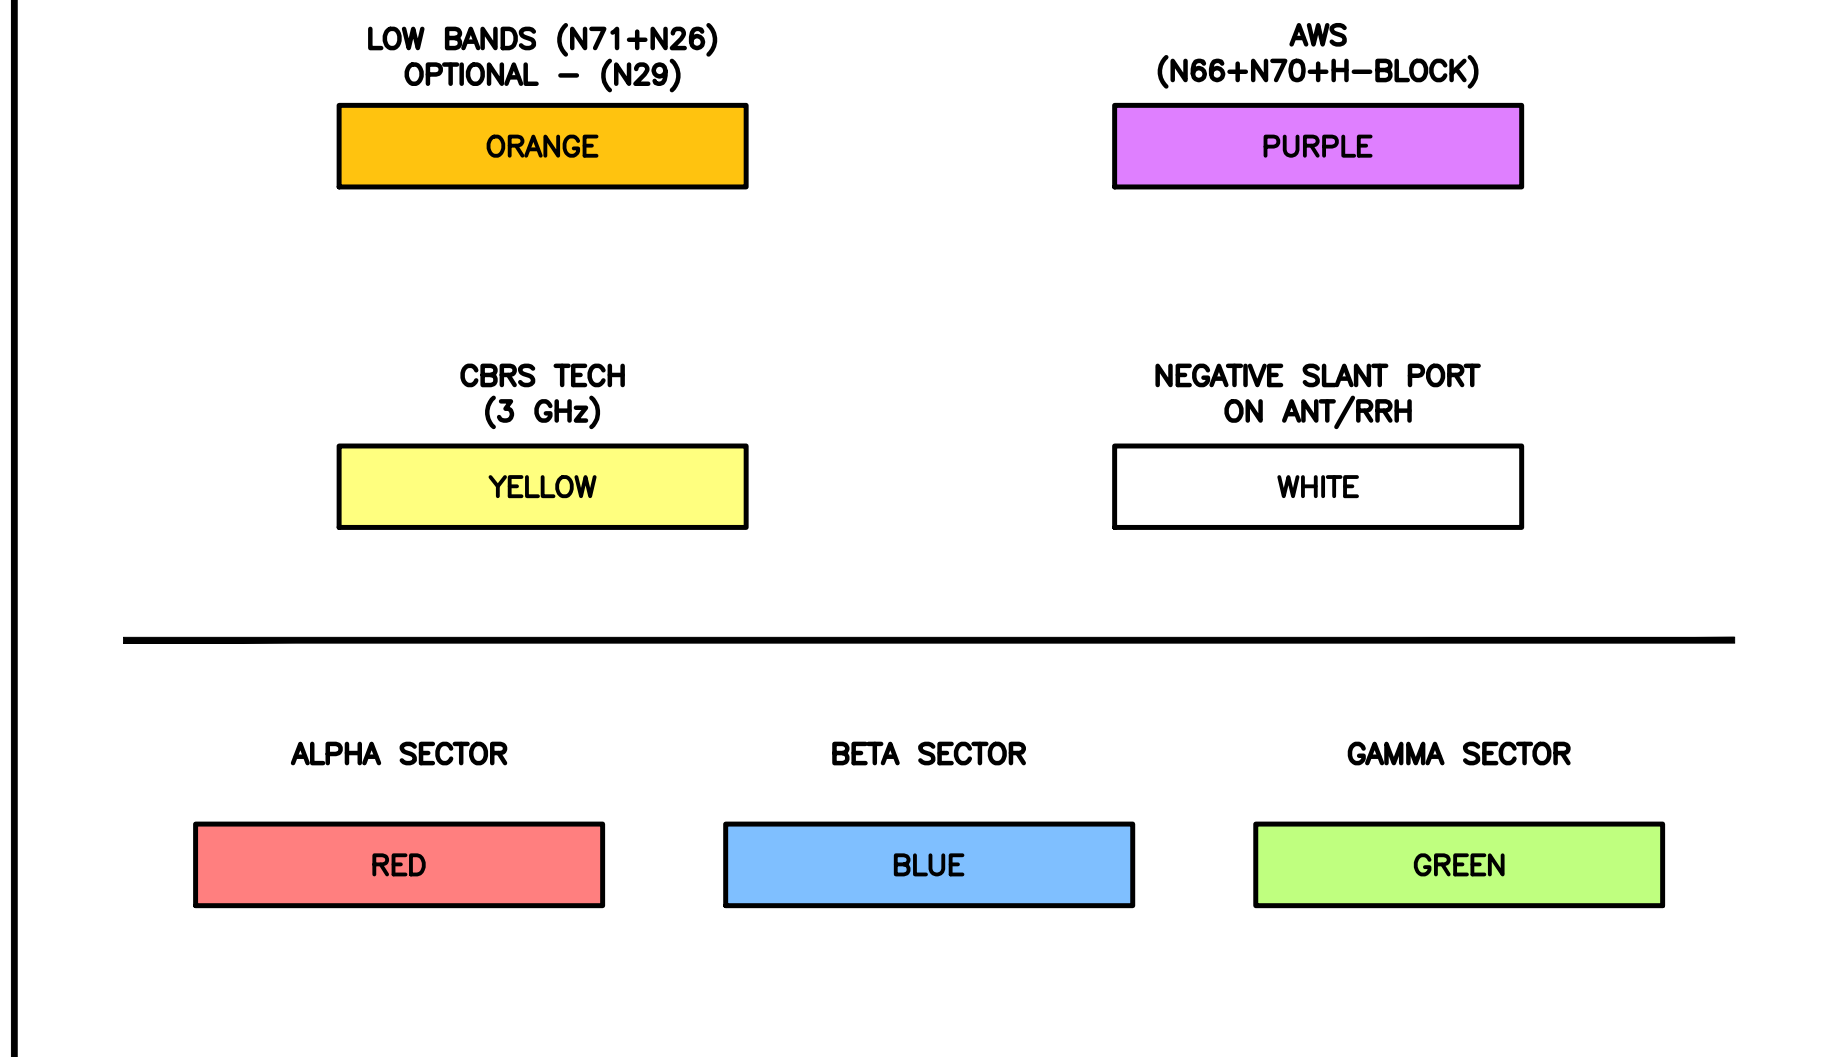 LOW BANDS (N71+N26)
OPTIONAL - (N29)
ORANGE
AWS
(N66+N70+H-BLOCK)
PURPLE
CBRS TECH
(3 GHz)
YELLOW
NEGATIVE SLANT PORT
ON ANT/RRH
WHITE
ALPHA SECTOR
RED
BETA SECTOR
BLUE
GAMMA SECTOR
GREEN